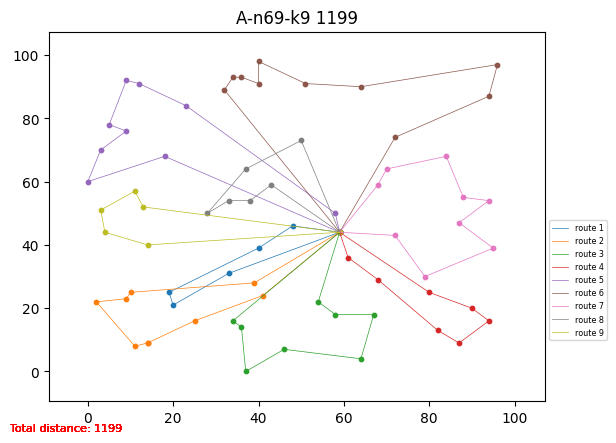 A-n69-k9 1199
100
80
60
40
20
0
0 20 40 60 80 100
route 1
route 2
route 3
route 4
route 5
route 6
route 7
route 8
route 9
Total distance: 1199